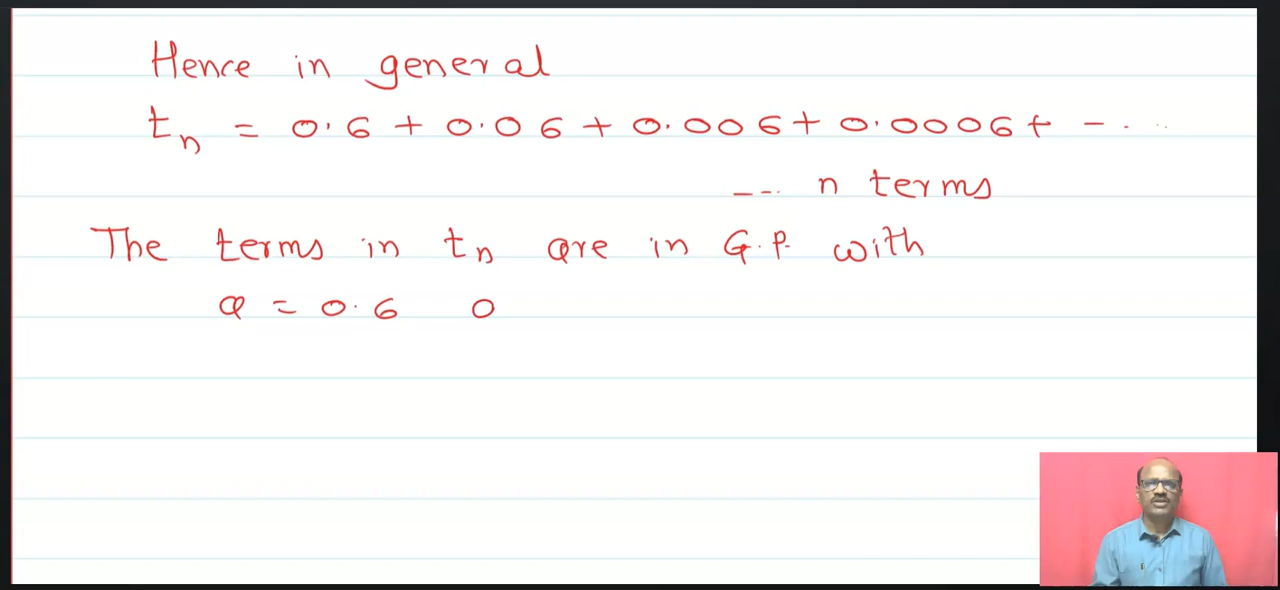 Hence in general
tn = 0.6 + 0.06 + 0.006 + 0.0006 + - . . .
--- n terms
The terms in tn are in G.P. with
a = 0.6 0